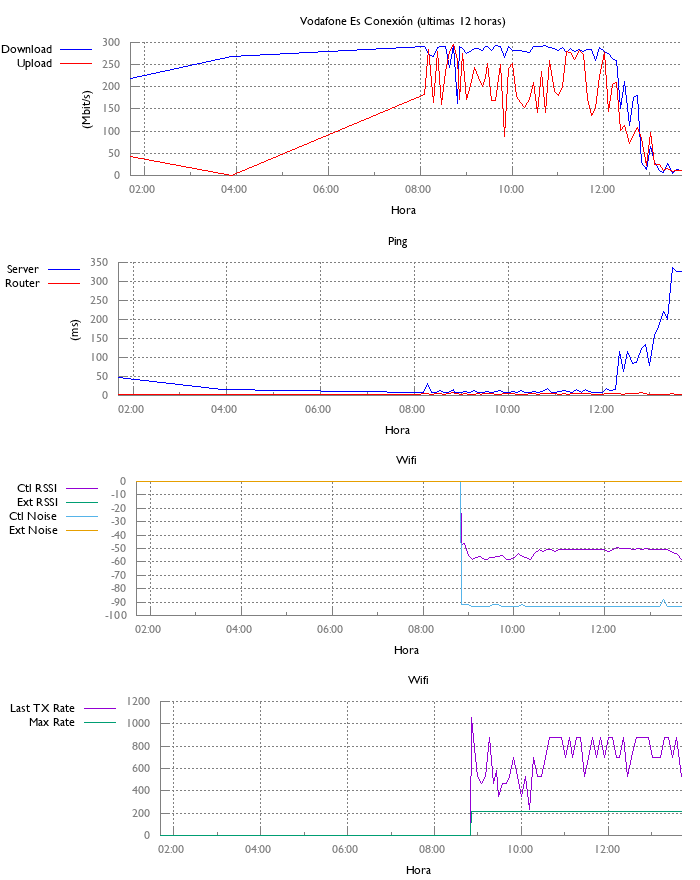 Vodafone Es Conexión (ultimas 12 horas)
Download
Upload
(Mbit/s)
300
250
200
150
100
50
0
02:00 04:00 06:00 08:00 10:00 12:00
Hora
Ping
Server
Router
(ms)
350
300
250
200
150
100
50
0
02:00 04:00 06:00 08:00 10:00 12:00
Hora
Wifi
Ctl RSSI
Ext RSSI
Ctl Noise
Ext Noise
0
-10
-20
-30
-40
-50
-60
-70
-80
-90
-100
02:00 04:00 06:00 08:00 10:00 12:00
Hora
Wifi
Last TX Rate
Max Rate
1200
1000
800
600
400
200
0
02:00 04:00 06:00 08:00 10:00 12:00
Hora